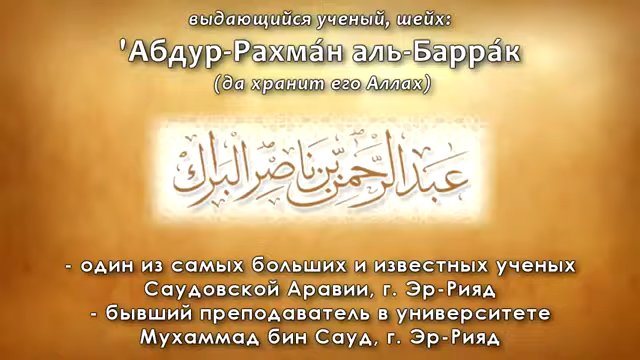 выдающийся ученый, шейх:
'Абдур-Рахма́н аль-Барра́к
(да хранит его Аллах)
عبد الرحمن بن ناصر البراك
- один из самых больших и известных ученых
Саудовской Аравии, г. Эр-Рияд
- бывший преподаватель в университете
Мухаммад бин Сауд, г. Эр-Рияд